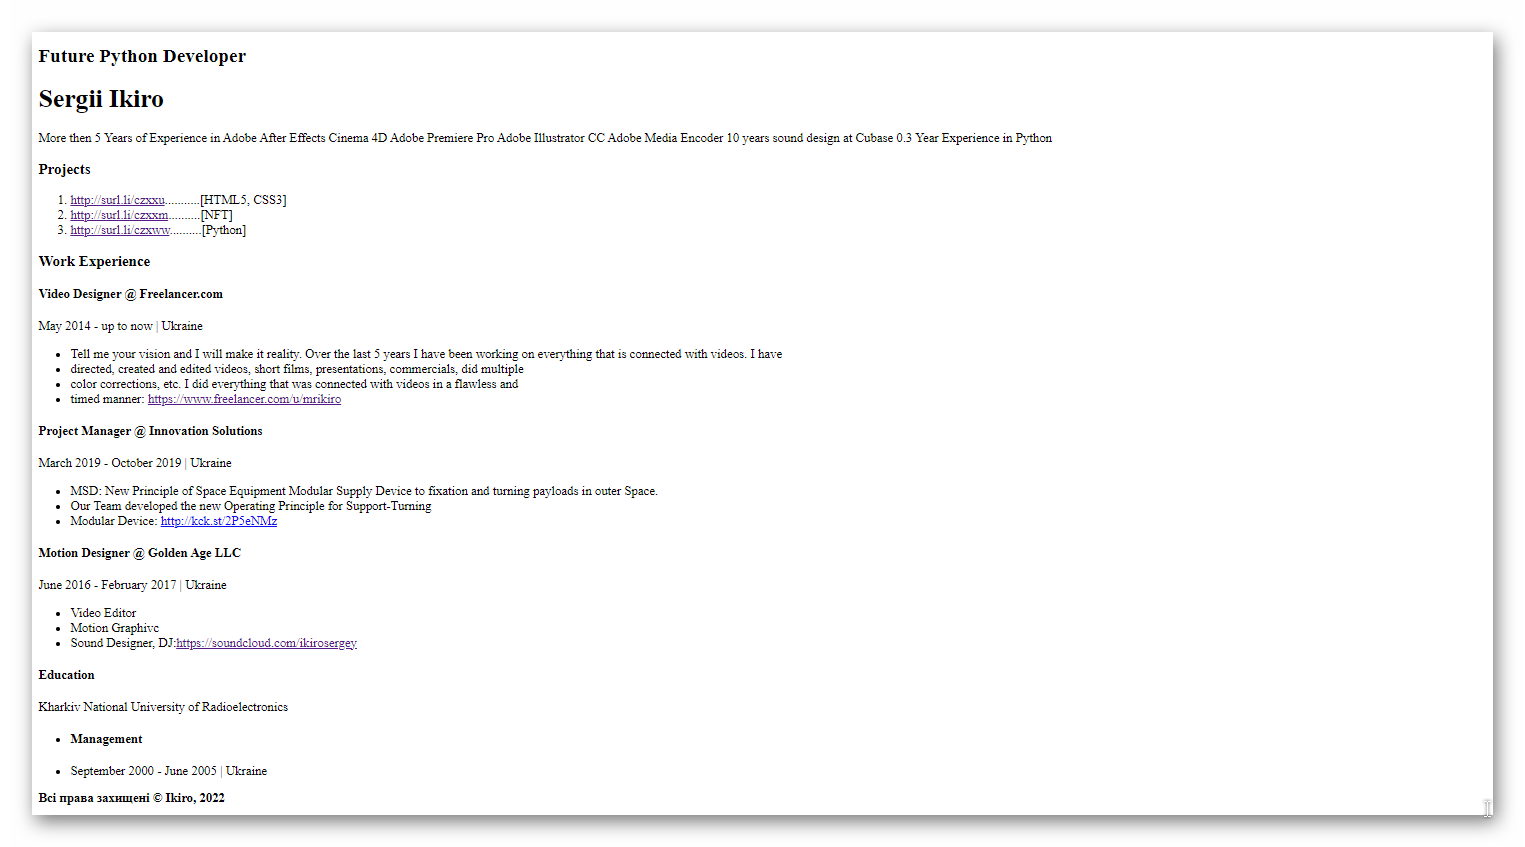 Future Python Developer
Sergii Ikiro
More then 5 Years of Experience in Adobe After Effects Cinema 4D Adobe Premiere Pro Adobe Illustrator CC Adobe Media Encoder 10 years sound design at Cubase 0.3 Year Experience in Python
Projects
1. http://surl.li/czxxu...........[HTML5, CSS3]
2. http://surl.li/czxxm..........[NFT]
3. http://surl.li/czxww..........[Python]
Work Experience
Video Designer @ Freelancer.com
May 2014 - up to now | Ukraine
• Tell me your vision and I will make it reality. Over the last 5 years I have been working on everything that is connected with videos. I have
• directed, created and edited videos, short films, presentations, commercials, did multiple
• color corrections, etc. I did everything that was connected with videos in a flawless and
• timed manner: https://www.freelancer.com/u/mrikiro
Project Manager @ Innovation Solutions
March 2019 - October 2019 | Ukraine
• MSD: New Principle of Space Equipment Modular Supply Device to fixation and turning payloads in outer Space.
• Our Team developed the new Operating Principle for Support-Turning
• Modular Device: http://kck.st/2P5eNMz
Motion Designer @ Golden Age LLC
June 2016 - February 2017 | Ukraine
• Video Editor
• Motion Graphivc
• Sound Designer, DJ:https://soundcloud.com/ikirosergey
Education
Kharkiv National University of Radioelectronics
• Management
• September 2000 - June 2005 | Ukraine
Всі права захищені © Ikiro, 2022